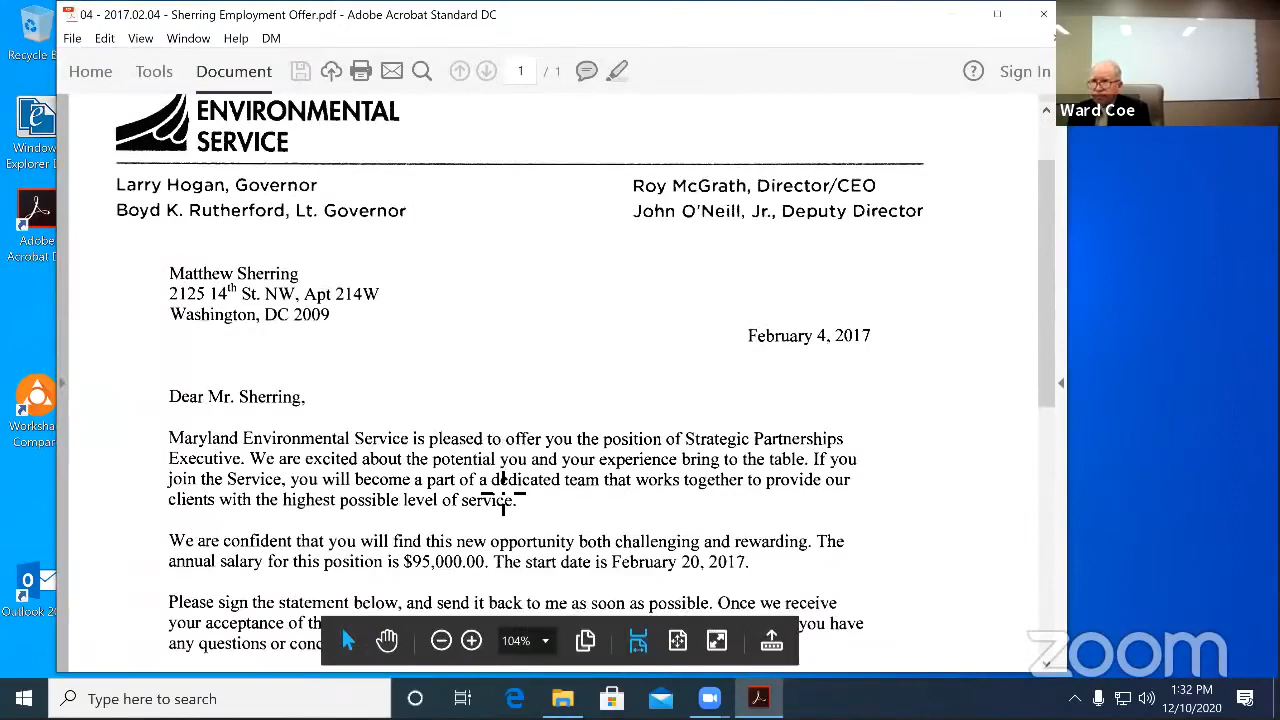 04 - 2017.02.04 - Sherring Employment Offer.pdf - Adobe Acrobat Standard DC
File Edit View Window Help DM
Home Tools Document 1 / 1 Sign In
Ward Coe
Recycle B
Window
Explorer D
Adobe
Acrobat D
Worksha
Compar
Outlook 20
ENVIRONMENTAL
SERVICE
Larry Hogan, Governor
Roy McGrath, Director/CEO
Boyd K. Rutherford, Lt. Governor
John O'Neill, Jr., Deputy Director
Matthew Sherring
2125 14th St. NW, Apt 214W
Washington, DC 2009
February 4, 2017
Dear Mr. Sherring,
Maryland Environmental Service is pleased to offer you the position of Strategic Partnerships
Executive. We are excited about the potential you and your experience bring to the table. If you
join the Service, you will become a part of a dedicated team that works together to provide our
clients with the highest possible level of service.
We are confident that you will find this new opportunity both challenging and rewarding. The
annual salary for this position is $95,000.00. The start date is February 20, 2017.
Please sign the statement below, and send it back to me as soon as possible. Once we receive
your acceptance of th you have
any questions or conc
104%
zoom
Type here to search
1:32 PM
12/10/2020